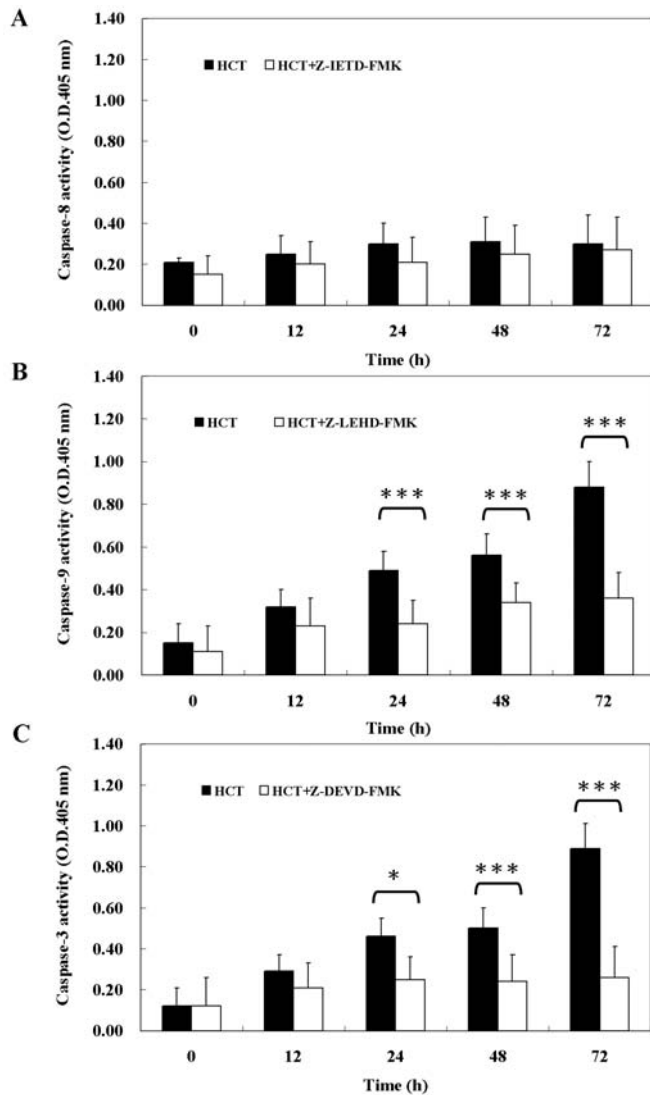 A
Caspase-8 activity (O.D.405 nm)
1.40
1.20
1.00
0.80
0.60
0.40
0.20
0.00
HCT HCT+Z-IETD-FMK
0 12 24 48 72
Time (h)
B
Caspase-9 activity (O.D.405 nm)
1.40
1.20
1.00
0.80
0.60
0.40
0.20
0.00
HCT HCT+Z-LEHD-FMK
*** *** ***
0 12 24 48 72
Time (h)
C
Caspase-3 activity (O.D.405 nm)
1.40
1.20
1.00
0.80
0.60
0.40
0.20
0.00
HCT HCT+Z-DEVD-FMK
* *** ***
0 12 24 48 72
Time (h)